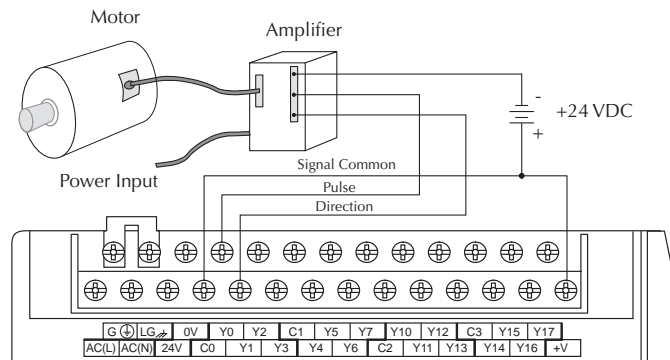 Motor
Amplifier
-
+24 VDC
+
Signal Common
Power Input
Pulse
Direction
G LG 0V Y0 Y2 C1 Y5 Y7 Y10 Y12 C3 Y15 Y17
AC(L) AC(N) 24V C0 Y1 Y3 Y4 Y6 C2 Y11 Y13 Y14 Y16 +V